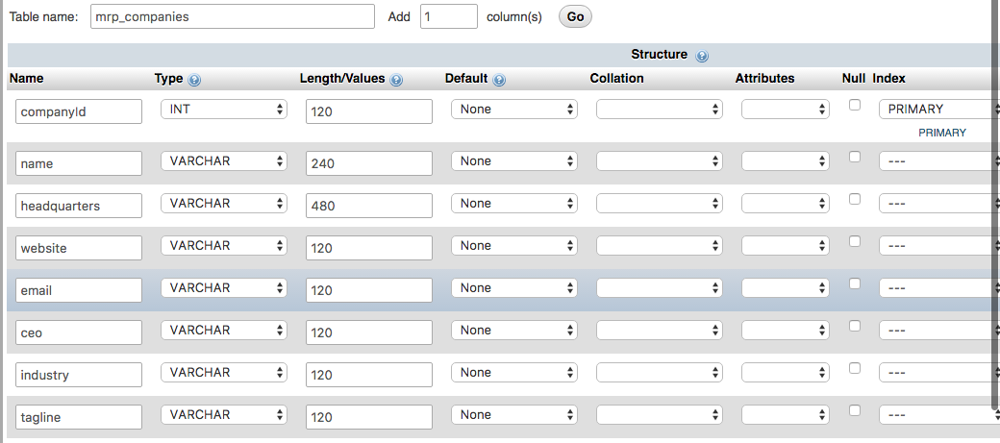 Table name: mrp_companies Add 1 column(s) Go
Structure
Name Type Length/Values Default Collation Attributes Null Index
companyId INT 120 None PRIMARY
PRIMARY
name VARCHAR 240 None ---
headquarters VARCHAR 480 None ---
website VARCHAR 120 None ---
email VARCHAR 120 None ---
ceo VARCHAR 120 None ---
industry VARCHAR 120 None ---
tagline VARCHAR 120 None ---